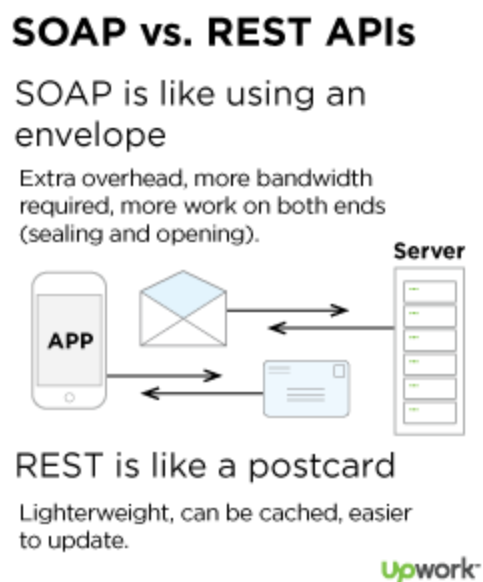 SOAP vs. REST APIs
SOAP is like using an
envelope
Extra overhead, more bandwidth
required, more work on both ends
(sealing and opening).
Server
APP
REST is like a postcard
Lighterweight, can be cached, easier
to update.
Upwork